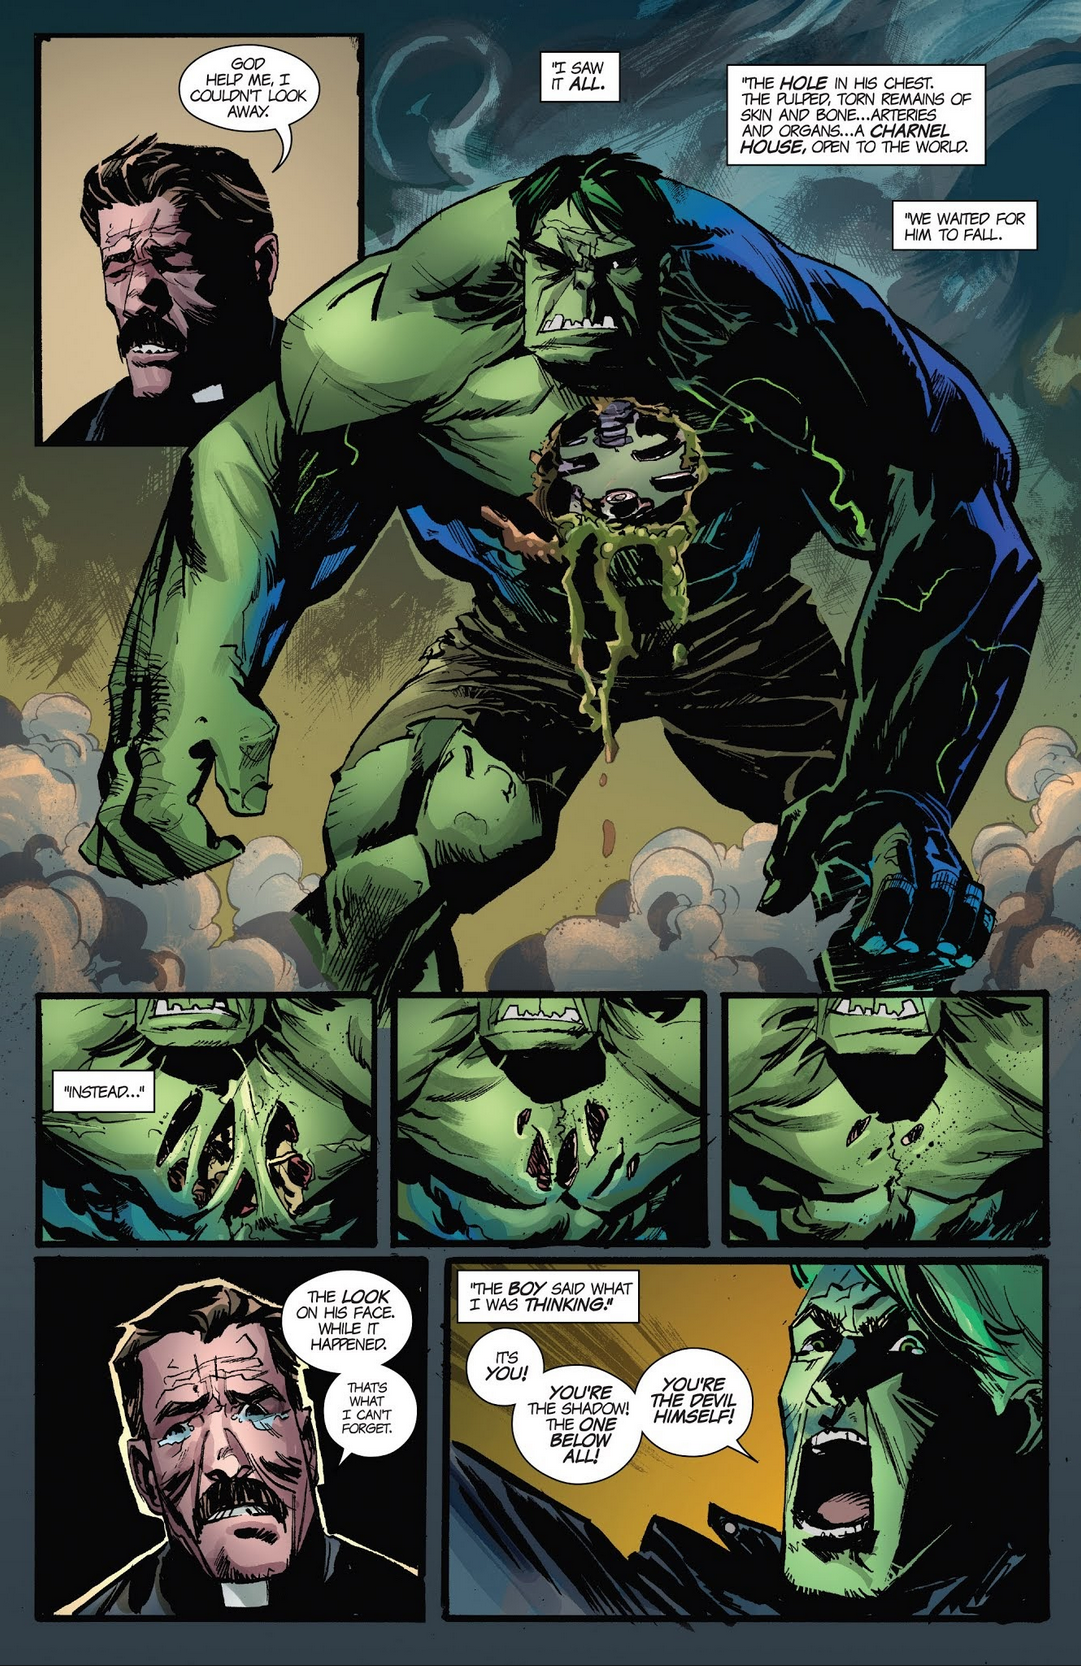 GOD
HELP ME, I
COULDN'T LOOK
AWAY.
"I SAW
IT ALL.
"THE HOLE IN HIS CHEST.
THE PULPED, TORN REMAINS OF
SKIN AND BONE...ARTERIES
AND ORGANS...A CHARNEL
HOUSE, OPEN TO THE WORLD.
"WE WAITED FOR
HIM TO FALL.
"INSTEAD..."
THE LOOK
ON HIS FACE.
WHILE IT
HAPPENED.
THAT'S
WHAT
I CAN'T
FORGET.
"THE BOY SAID WHAT
I WAS THINKING."
IT'S
YOU!
YOU'RE
THE SHADOW!
THE ONE
BELOW
ALL!
YOU'RE
THE DEVIL
HIMSELF!